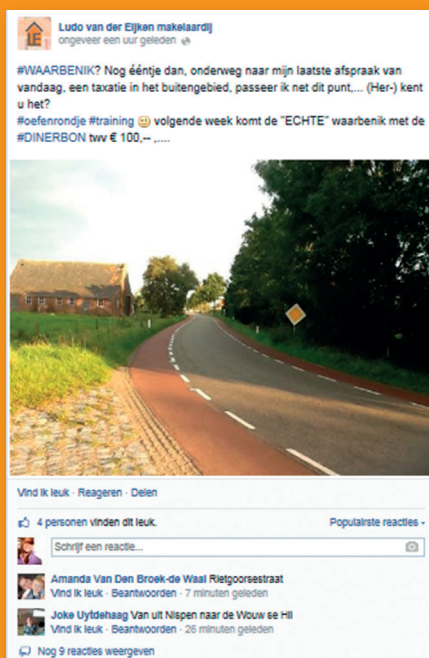 LE
Ludo van der Eijken makelaardij
ongeveer een uur geleden
#WAARBENIK? Nog ééntje dan, onderweg naar mijn laatste afspraak van
vandaag, een taxatie in het buitengebied, passeer ik net dit punt,... (Her-) kent
u het?
#oefenrondje #training 🙂 volgende week komt de "ECHTE" waarbenik met de
#DINERBON twv € 100,-- ,....
Vind ik leuk · Reageren · Delen
4 personen vinden dit leuk.
Populairste reacties
Schrijf een reactie...
Amanda Van Den Broek-de Waal Rietgoorsestraat
Vind ik leuk · Beantwoorden · 7 minuten geleden
Joke Uytdehaag Van uit Nispen naar de Wouw se Hil
Vind ik leuk · Beantwoorden · 26 minuten geleden
Nog 9 reacties weergeven